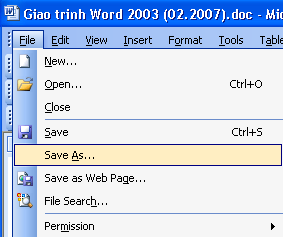 Giao trinh Word 2003 (02.2007).doc - Mic
File Edit View Insert Format Tools Table
New...
Open... Ctrl+O
Close
Save Ctrl+S
Save As...
Save as Web Page...
File Search...
Permission